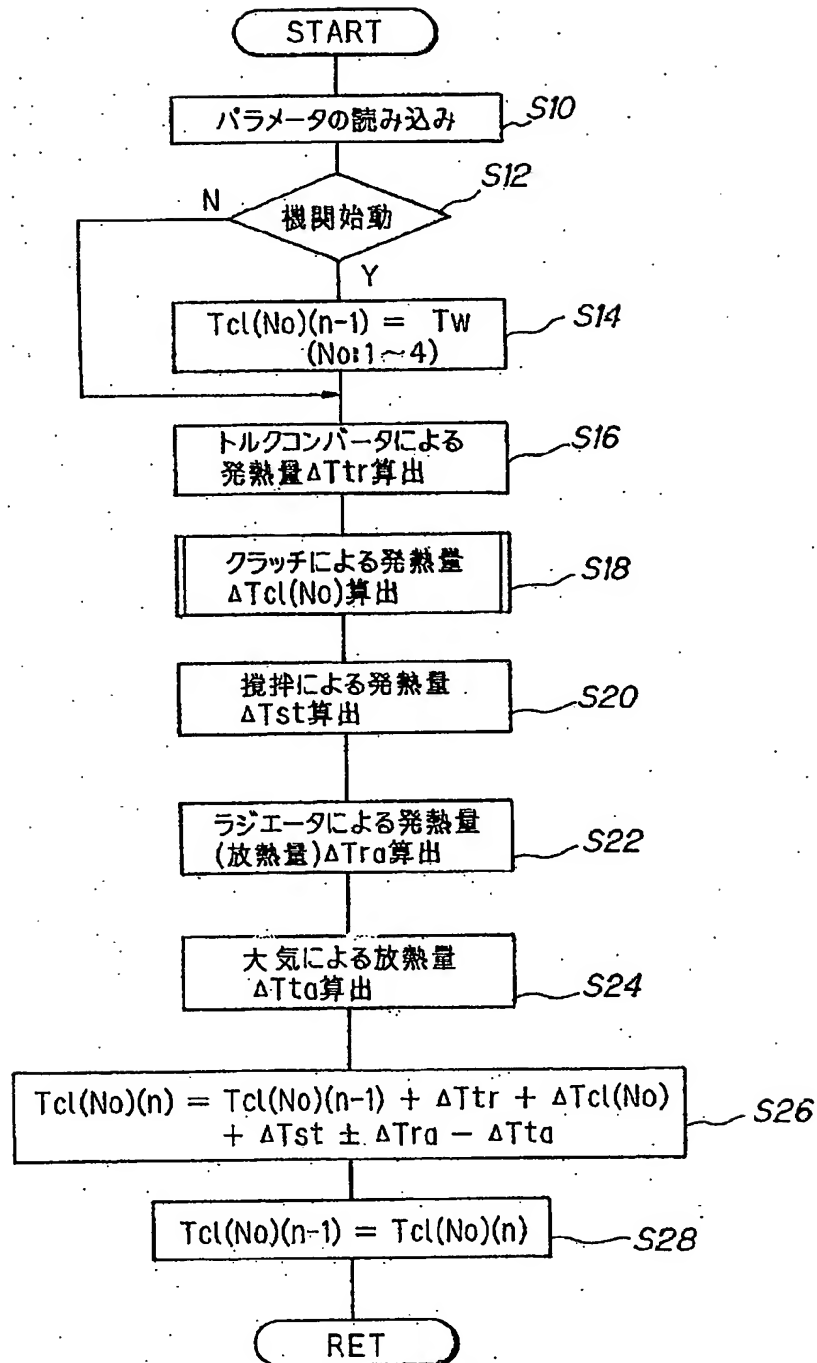 START
パラメータの読み込み
S10
S12
N
機関始動
Y
Tcl(No)(n-1) = Tw
(No:1~4)
S14
トルクコンバータによる
発熱量ΔTtr算出
S16
クラッチによる発熱量
ΔTcl(No)算出
S18
撹拌による発熱量
ΔTst算出
S20
ラジエータによる発熱量
(放熱量)ΔTra算出
S22
大気による放熱量
ΔTta算出
S24
Tcl(No)(n) = Tcl(No)(n-1) + ΔTtr + ΔTcl(No)
+ ΔTst ± ΔTra − ΔTta
S26
Tcl(No)(n-1) = Tcl(No)(n)
S28
RET